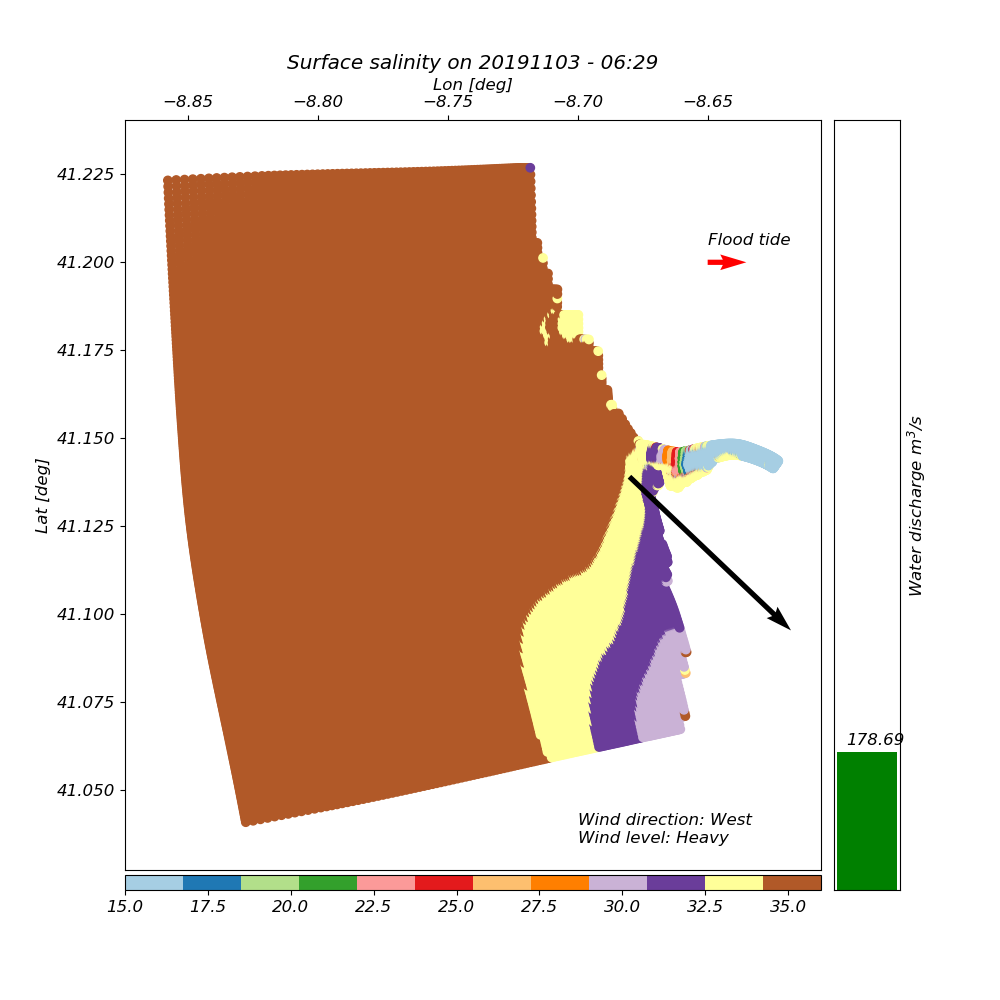 Surface salinity on 20191103 - 06:29
Lon [deg]
−8.85 −8.80 −8.75 −8.70 −8.65
41.225
41.200
41.175
41.150
41.125
41.100
41.075
41.050
Lat [deg]
Flood tide
Wind direction: West
Wind level: Heavy
178.69
Water discharge m³/s
15.0 17.5 20.0 22.5 25.0 27.5 30.0 32.5 35.0